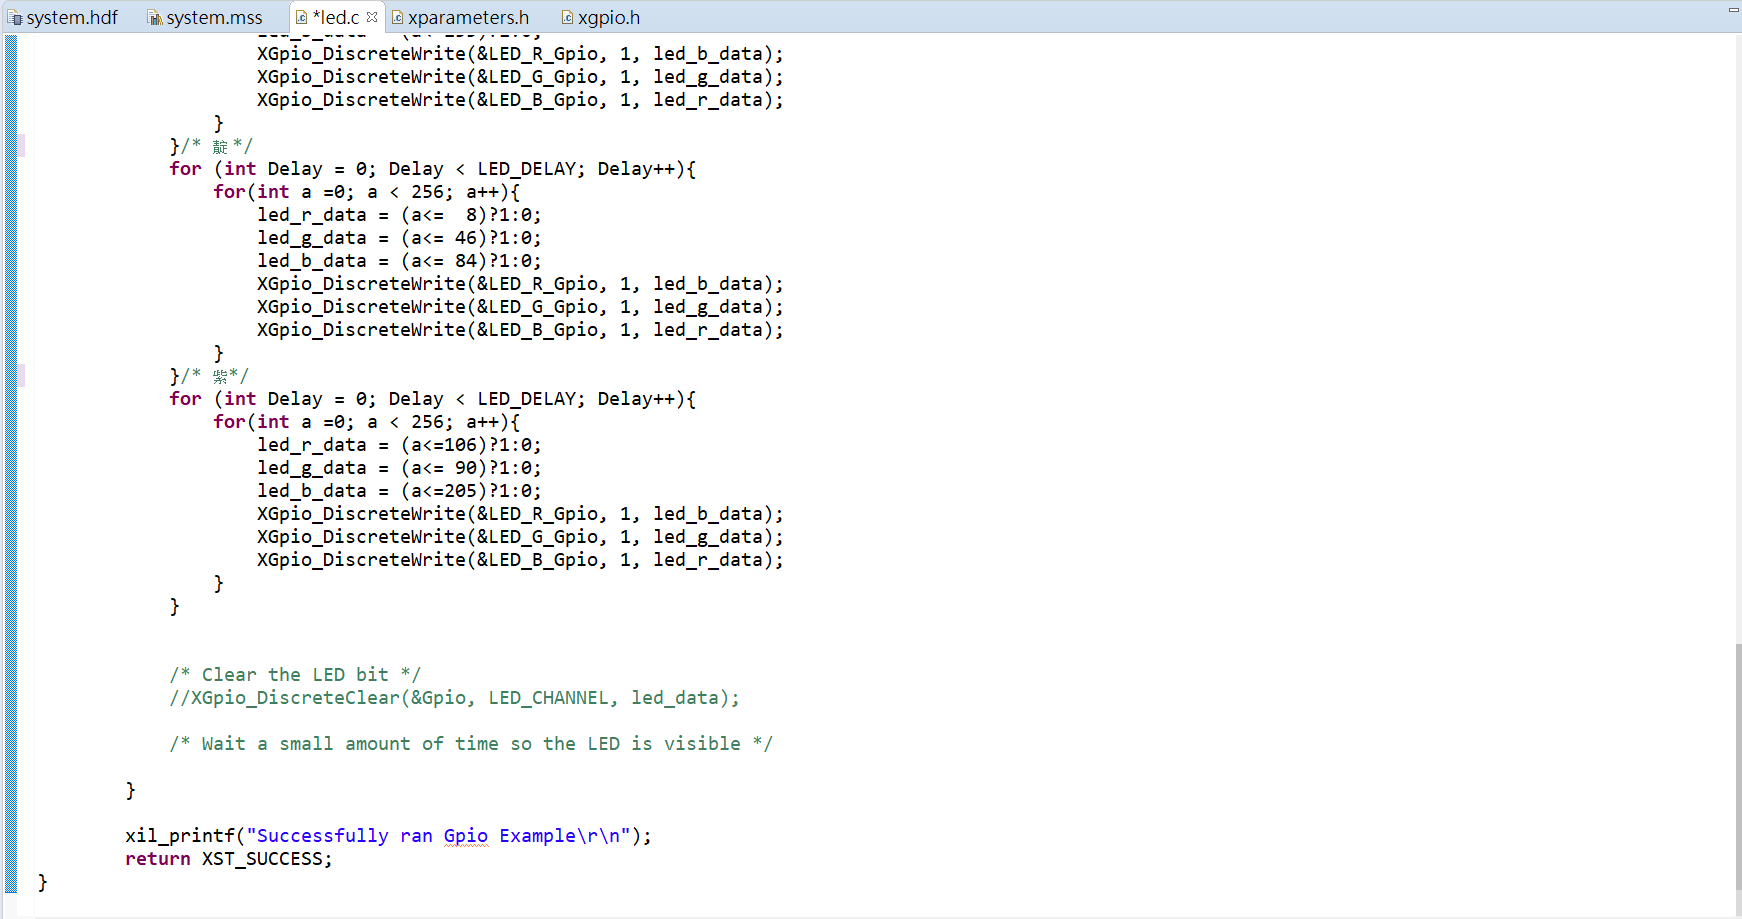 system.hdf system.mss *led.c xparameters.h xgpio.h
XGpio_DiscreteWrite(&LED_R_Gpio, 1, led_b_data);
XGpio_DiscreteWrite(&LED_G_Gpio, 1, led_g_data);
XGpio_DiscreteWrite(&LED_B_Gpio, 1, led_r_data);
}
}/* 靛 */
for (int Delay = 0; Delay < LED_DELAY; Delay++){
for(int a =0; a < 256; a++){
led_r_data = (a<=  8)?1:0;
led_g_data = (a<= 46)?1:0;
led_b_data = (a<= 84)?1:0;
XGpio_DiscreteWrite(&LED_R_Gpio, 1, led_b_data);
XGpio_DiscreteWrite(&LED_G_Gpio, 1, led_g_data);
XGpio_DiscreteWrite(&LED_B_Gpio, 1, led_r_data);
}
}/* 紫*/
for (int Delay = 0; Delay < LED_DELAY; Delay++){
for(int a =0; a < 256; a++){
led_r_data = (a<=106)?1:0;
led_g_data = (a<= 90)?1:0;
led_b_data = (a<=205)?1:0;
XGpio_DiscreteWrite(&LED_R_Gpio, 1, led_b_data);
XGpio_DiscreteWrite(&LED_G_Gpio, 1, led_g_data);
XGpio_DiscreteWrite(&LED_B_Gpio, 1, led_r_data);
}
}
/* Clear the LED bit */
//XGpio_DiscreteClear(&Gpio, LED_CHANNEL, led_data);
/* Wait a small amount of time so the LED is visible */
}
xil_printf("Successfully ran Gpio Example\r\n");
return XST_SUCCESS;
}